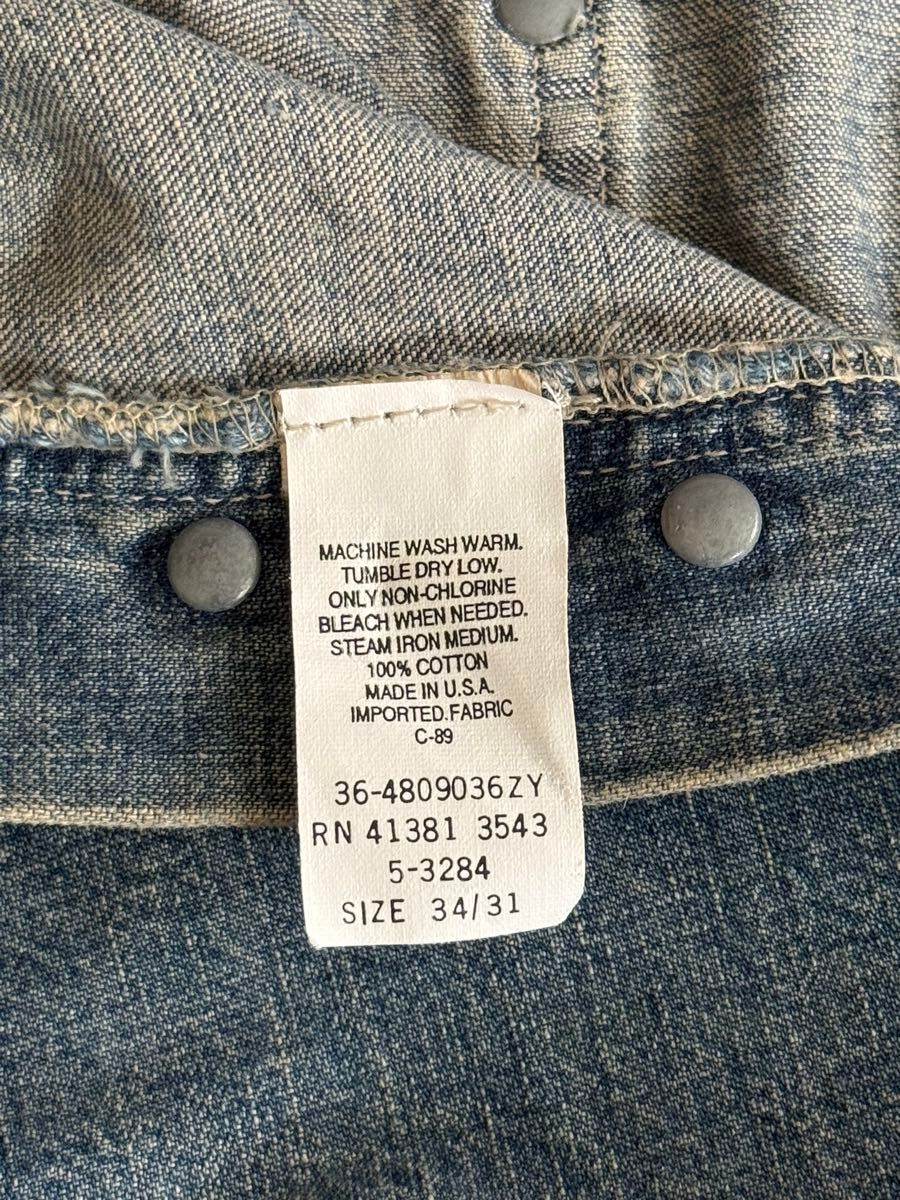 MACHINE WASH WARM.
TUMBLE DRY LOW.
ONLY NON-CHLORINE
BLEACH WHEN NEEDED.
STEAM IRON MEDIUM.
100% COTTON
MADE IN U.S.A.
IMPORTED.FABRIC
C-89
36-4809036ZY
RN 41381 3543
5-3284
SIZE 34/31